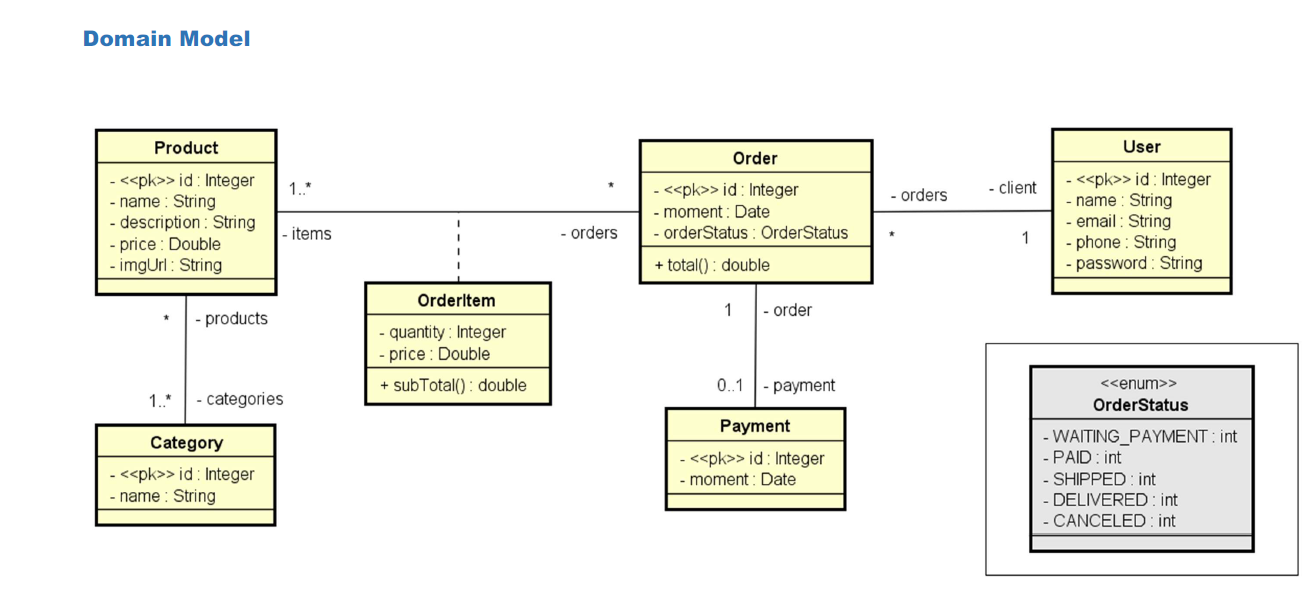 Domain Model
Product
- <<pk>> id : Integer
- name : String
- description : String
- price : Double
- imgUrl : String
1..*
- items
*
- orders
Order
- <<pk>> id : Integer
- moment : Date
- orderStatus : OrderStatus
+ total() : double
- orders
*
- client
1
User
- <<pk>> id : Integer
- name : String
- email : String
- phone : String
- password : String
OrderItem
- quantity : Integer
- price : Double
+ subTotal() : double
* - products
1..* - categories
Category
- <<pk>> id : Integer
- name : String
1 - order
0..1 - payment
Payment
- <<pk>> id : Integer
- moment : Date
<<enum>>
OrderStatus
- WAITING_PAYMENT : int
- PAID : int
- SHIPPED : int
- DELIVERED : int
- CANCELED : int